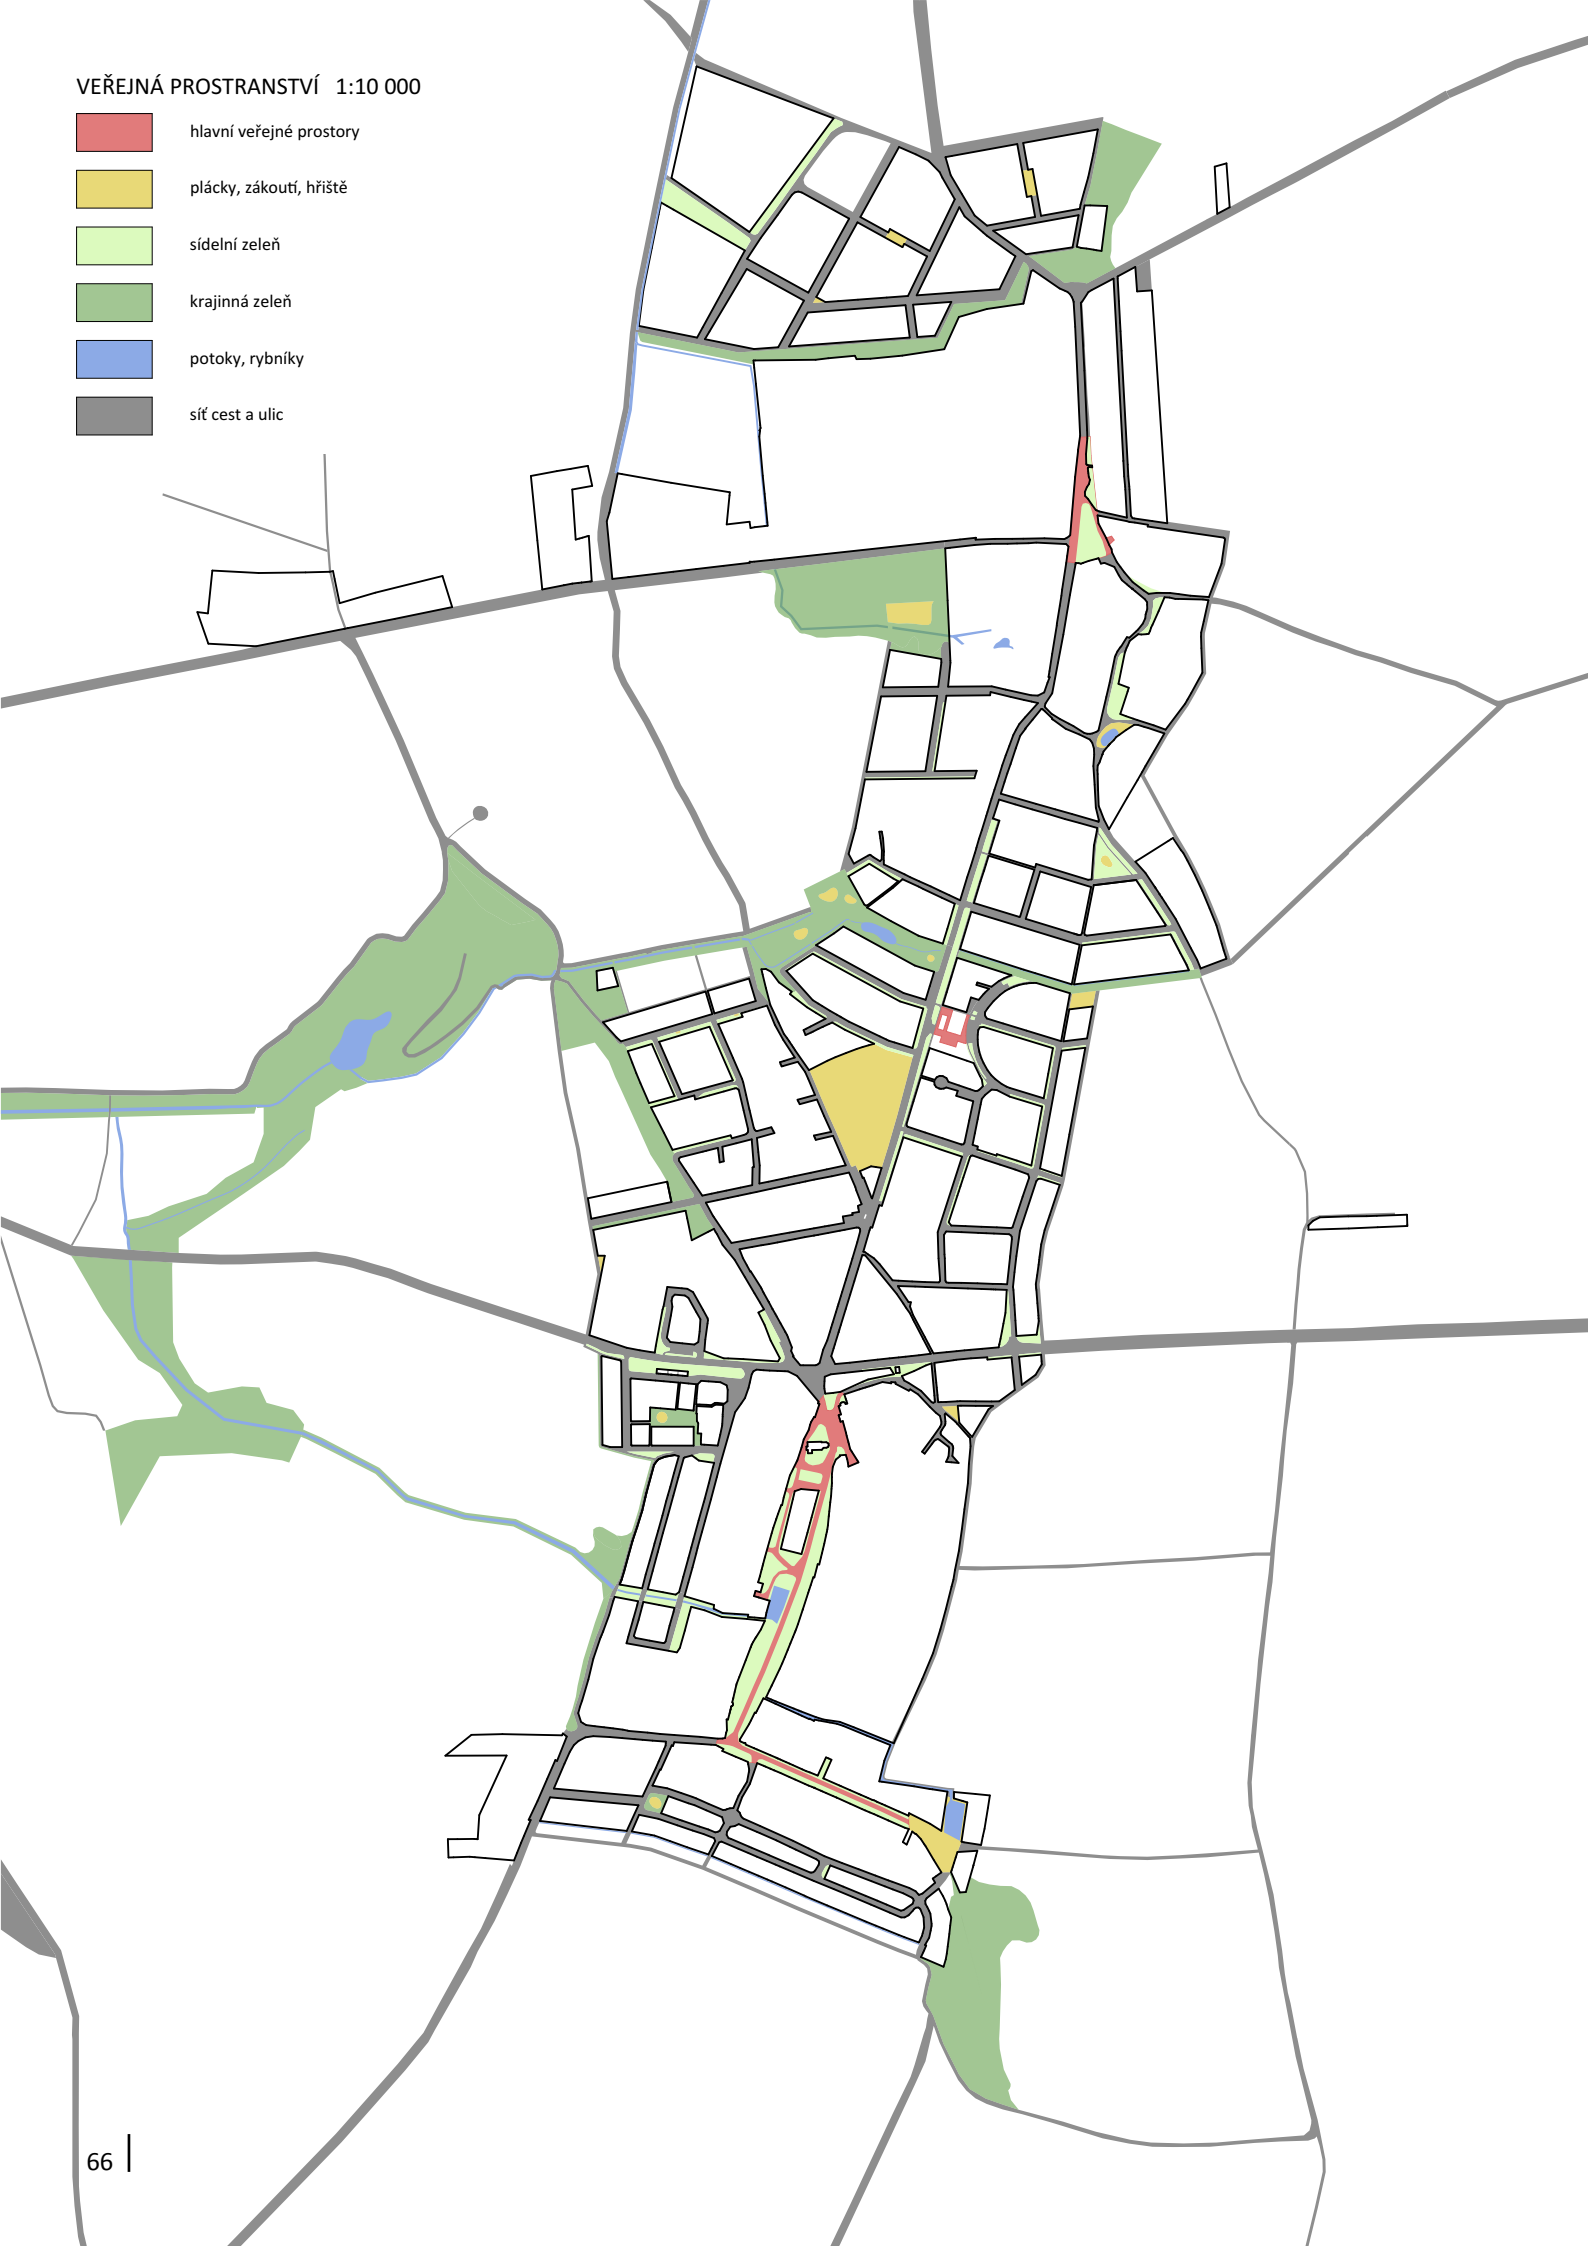 VEŘEJNÁ PROSTRANSTVÍ 1:10 000
hlavní veřejné prostory
plácky, zákoutí, hřiště
sídelní zeleň
krajinná zeleň
potoky, rybníky
síť cest a ulic
66